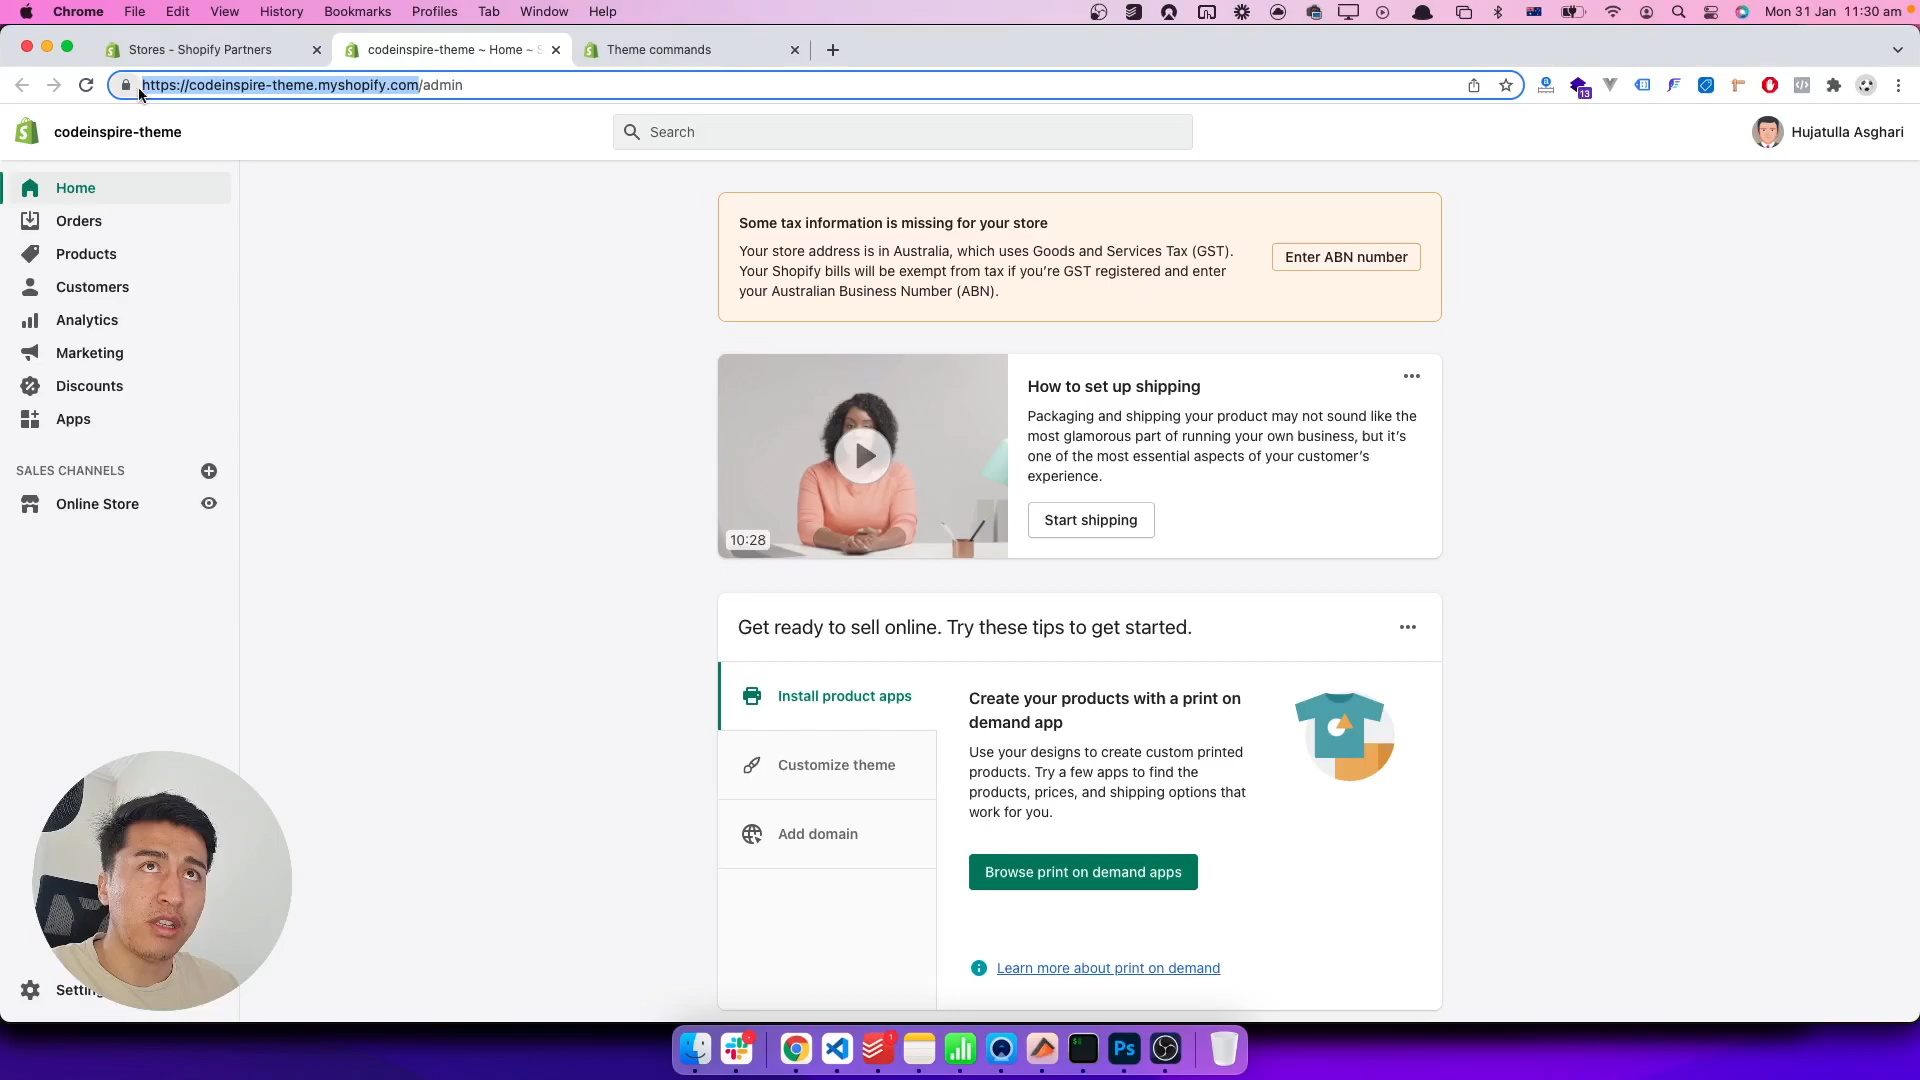 Chrome File Edit View History Bookmarks Profiles Tab Window Help
Mon 31 Jan 11:30 am
Stores - Shopify Partners
codeinspire-theme ~ Home ~ S
Theme commands
https://codeinspire-theme.myshopify.com/admin
13
codeinspire-theme
Search
Hujatulla Asghari
Home
Orders
Products
Customers
Analytics
Marketing
Discounts
Apps
SALES CHANNELS
Online Store
Some tax information is missing for your store
Your store address is in Australia, which uses Goods and Services Tax (GST).
Your Shopify bills will be exempt from tax if you're GST registered and enter
your Australian Business Number (ABN).
Enter ABN number
10:28
How to set up shipping
Packaging and shipping your product may not sound like the
most glamorous part of running your own business, but it's
one of the most essential aspects of your customer's
experience.
Start shipping
Get ready to sell online. Try these tips to get started.
Install product apps
Customize theme
Add domain
Create your products with a print on
demand app
Use your designs to create custom printed
products. Try a few apps to find the
products, prices, and shipping options that
work for you.
Browse print on demand apps
Learn more about print on demand
Setting
1
Ps